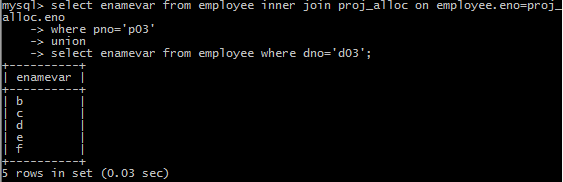 mysql> select enamevar from employee inner join proj_alloc on employee.eno=proj_
alloc.eno
    -> where pno='p03'
    -> union
    -> select enamevar from employee where dno='d03';
+----------+
| enamevar |
+----------+
| b        |
| c        |
| d        |
| e        |
| f        |
+----------+
5 rows in set (0.03 sec)